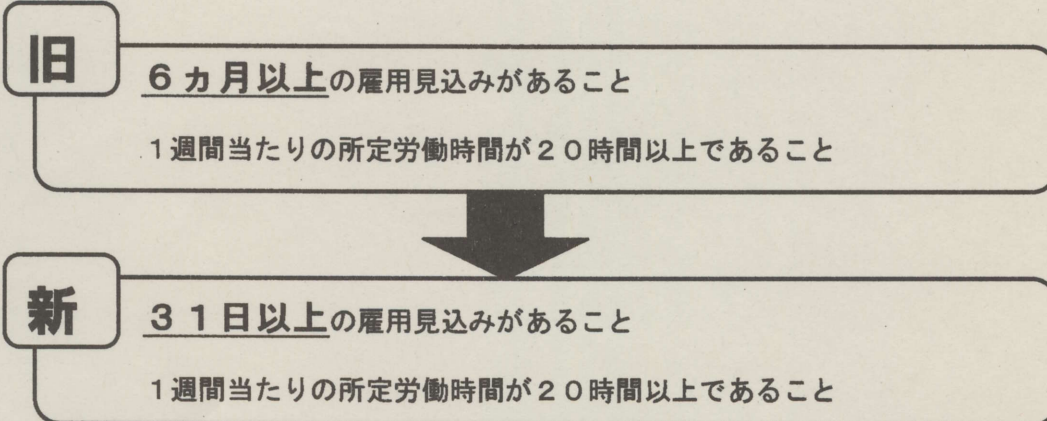 旧
6ヵ月以上の雇用見込みがあること
1週間当たりの所定労働時間が20時間以上であること
新
31日以上の雇用見込みがあること
1週間当たりの所定労働時間が20時間以上であること